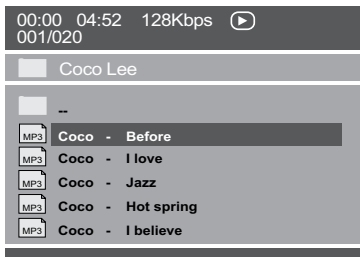 00:00 04:52 128Kbps
001/020
Coco Lee
--
MP3 Coco - Before
MP3 Coco - I love
MP3 Coco - Jazz
MP3 Coco - Hot spring
MP3 Coco - I believe